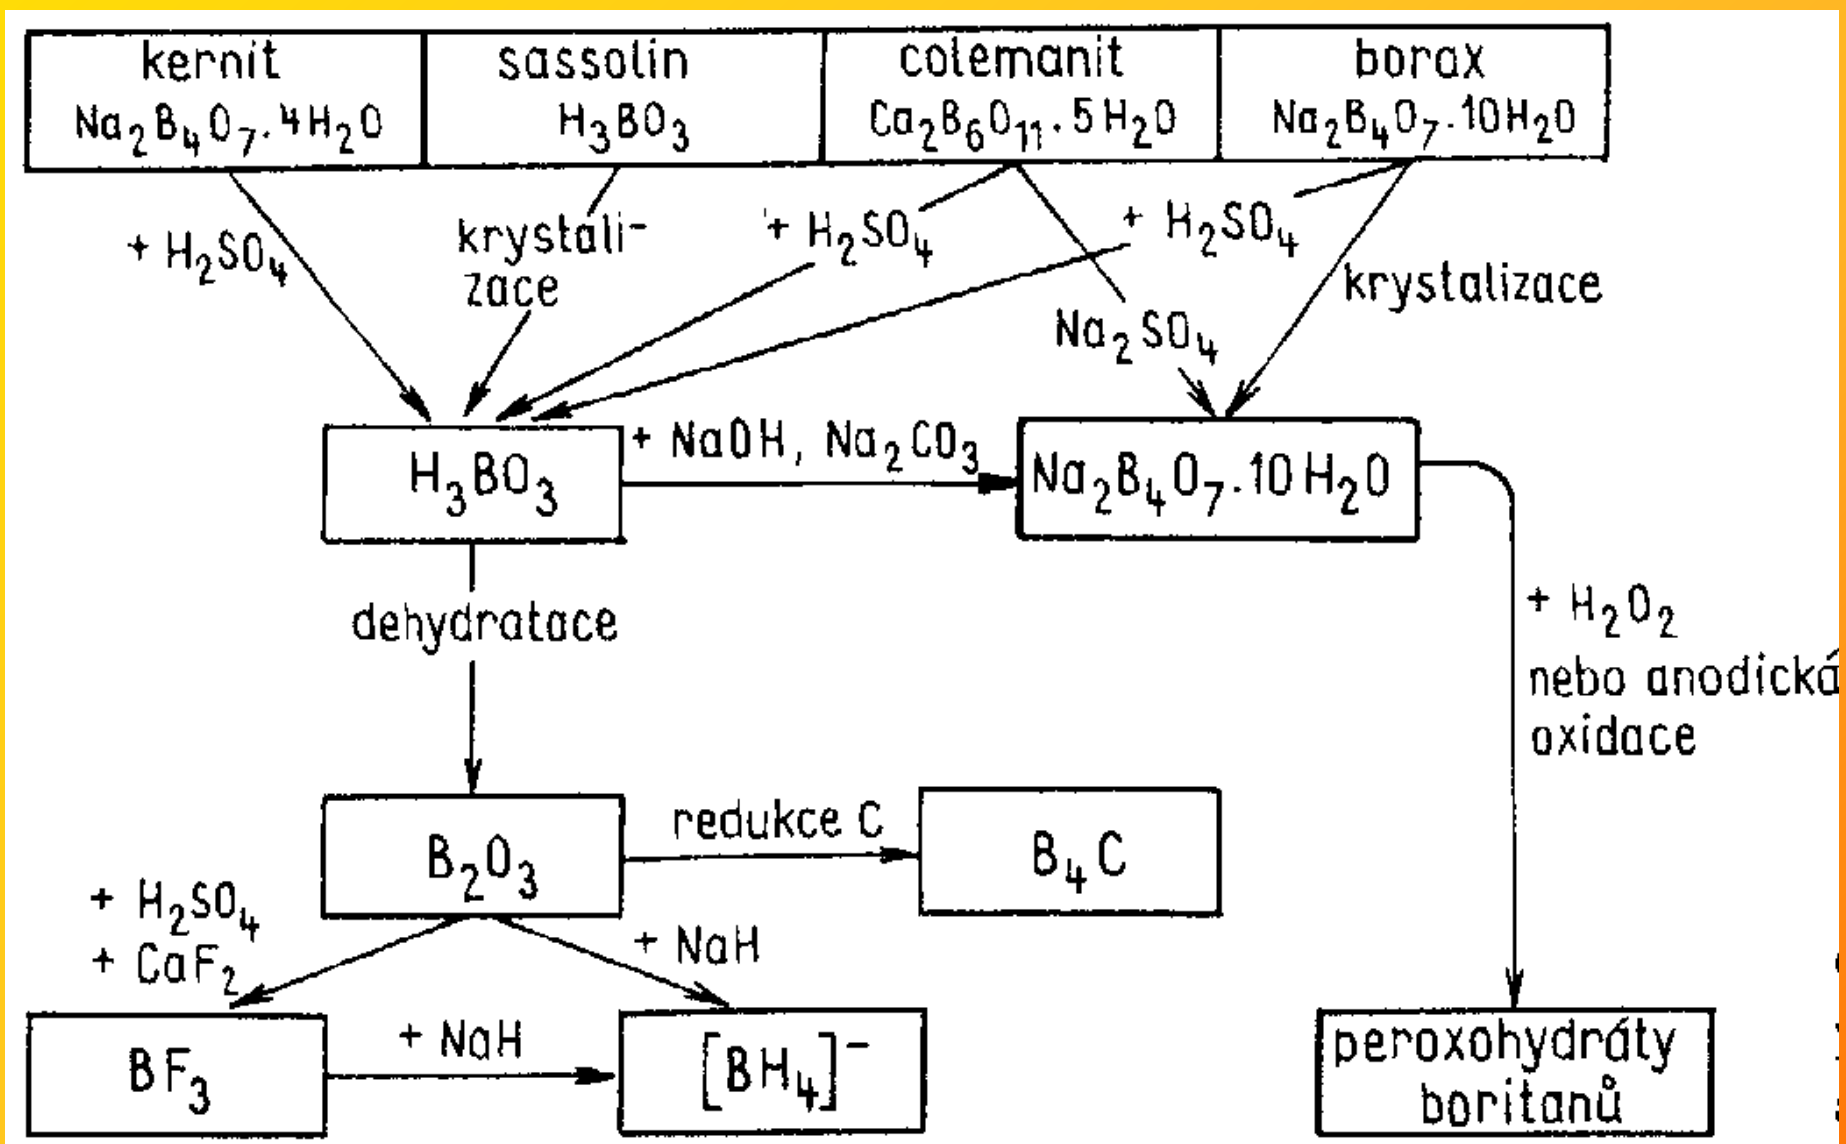 kernit
Na₂B₄O₇.4H₂O
sassolin
H₃BO₃
colemanit
Ca₂B₆O₁₁.5H₂O
borax
Na₂B₄O₇.10H₂O
+ H₂SO₄
krystali-
zace
+ H₂SO₄
+ H₂SO₄
Na₂SO₄
krystalizace
H₃BO₃
+ NaOH, Na₂CO₃
Na₂B₄O₇.10H₂O
dehydratace
+ H₂O₂
nebo anodická
oxidace
B₂O₃
redukce C
B₄C
+ H₂SO₄
+ CaF₂
+ NaH
BF₃
+ NaH
[BH₄]⁻
peroxohydráty
boritanů